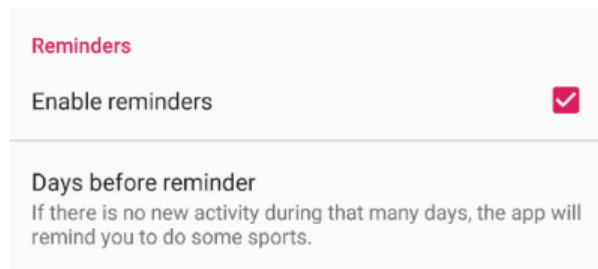 Reminders
Enable reminders
Days before reminder
If there is no new activity during that many days, the app will
remind you to do some sports.